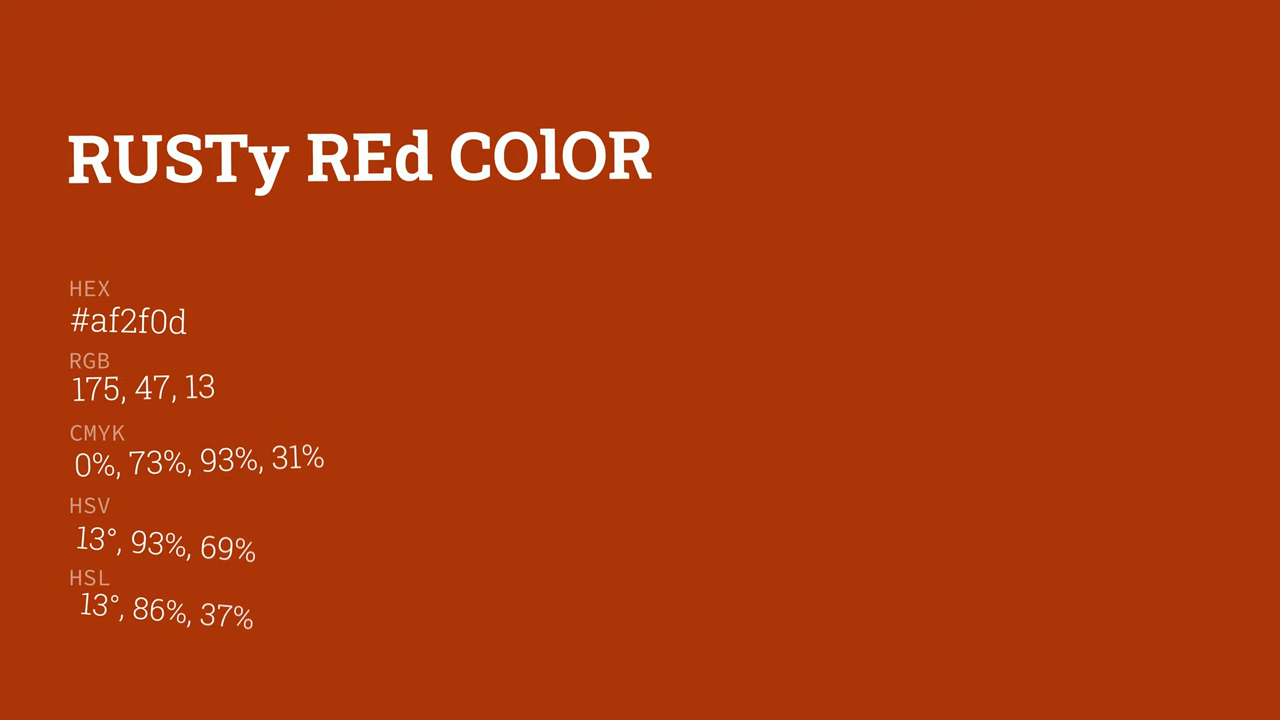 RUSTy REd COlOR
HEX
#af2f0d
RGB
175, 47, 13
CMYK
0%, 73%, 93%, 31%
HSV
13°, 93%, 69%
HSL
13°, 86%, 37%